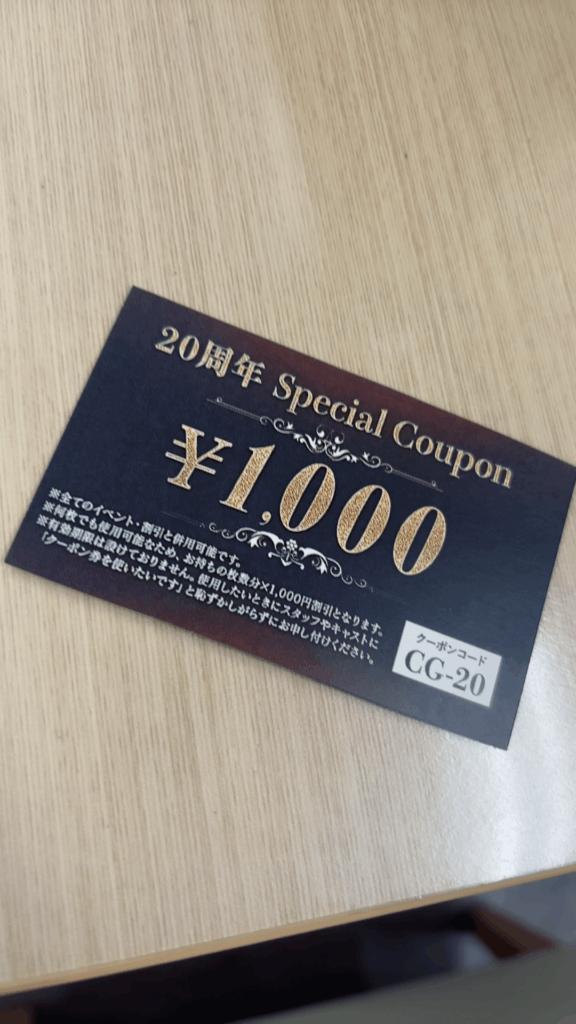 20周年 Special Coupon
¥1,000
※全てのイベント・割引と併用可能です。
※何枚でも使用可能なため、お持ちの枚数分×1,000円割引となります。
※有効期限は設けておりません。使用したいときにスタッフやキャストに
「クーポン券を使いたいです」と恥ずかしがらずにお申し付けください。
クーポンコード
CG-20